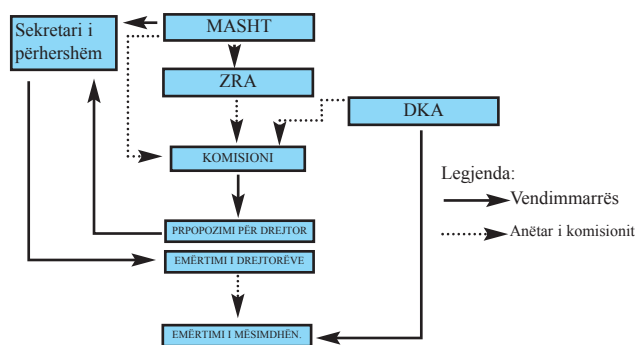 Sekretari i
përhershëm
MASHT
ZRA
DKA
KOMISIONI
Legjenda:
Vendimmarrës
Anëtar i komisionit
PRPOPOZIMI PËR DREJTOR
EMËRTIMI I DREJTORËVE
EMËRTIMI I MËSIMDHËN.